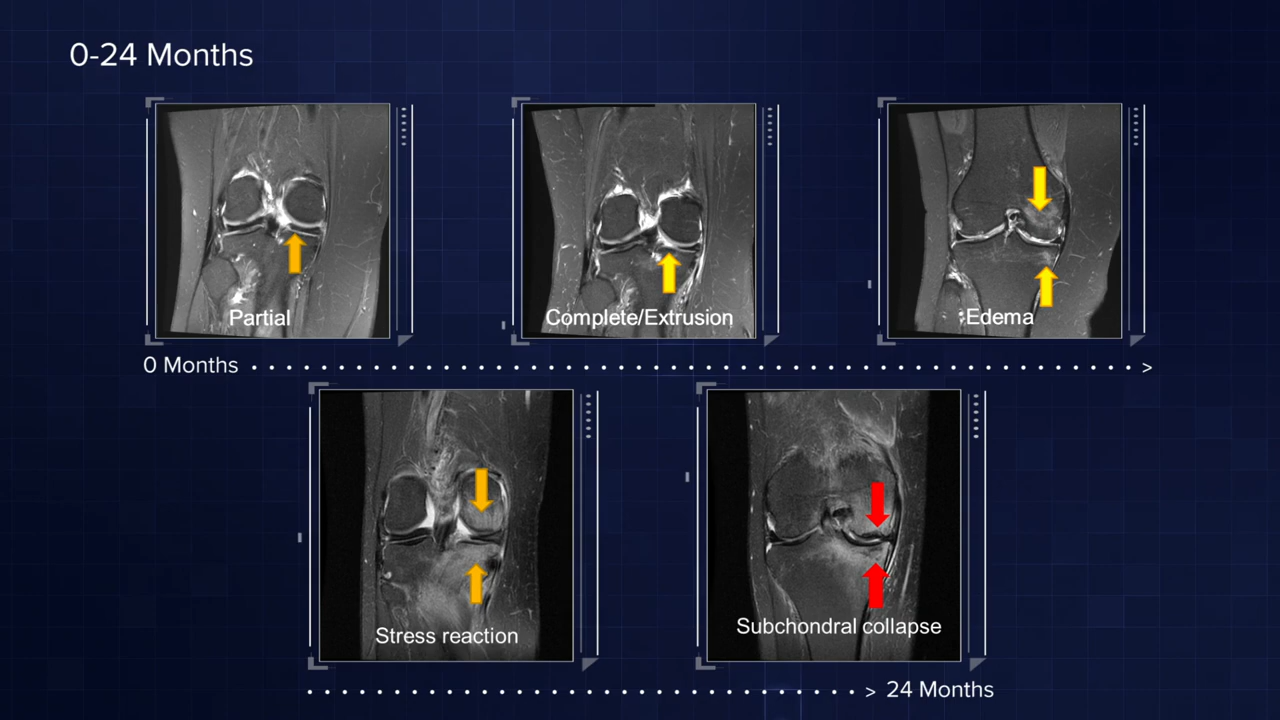 0-24 Months
Partial
Complete/Extrusion
Edema
0 Months
>
Stress reaction
Subchondral collapse
> 24 Months